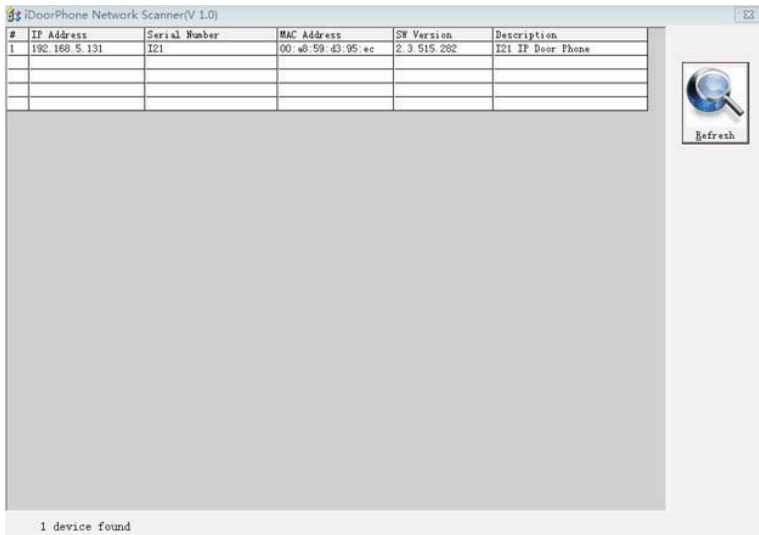 iDoorPhone Network Scanner(V 1.0)
# IP Address Serial Number MAC Address SW Version Description
1 192.168.5.131 I21 00:a8:59:d3:95:ec 2.3.515.282 I21 IP Door Phone
Refresh
1 device found